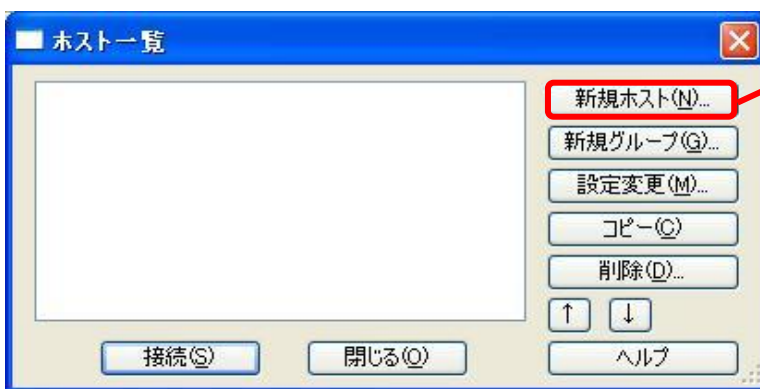 ホスト一覧
新規ホスト(N)...
新規グループ(G)...
設定変更(M)...
コピー(C)
削除(D)...
↑ ↓
接続(S) 閉じる(O) ヘルプ